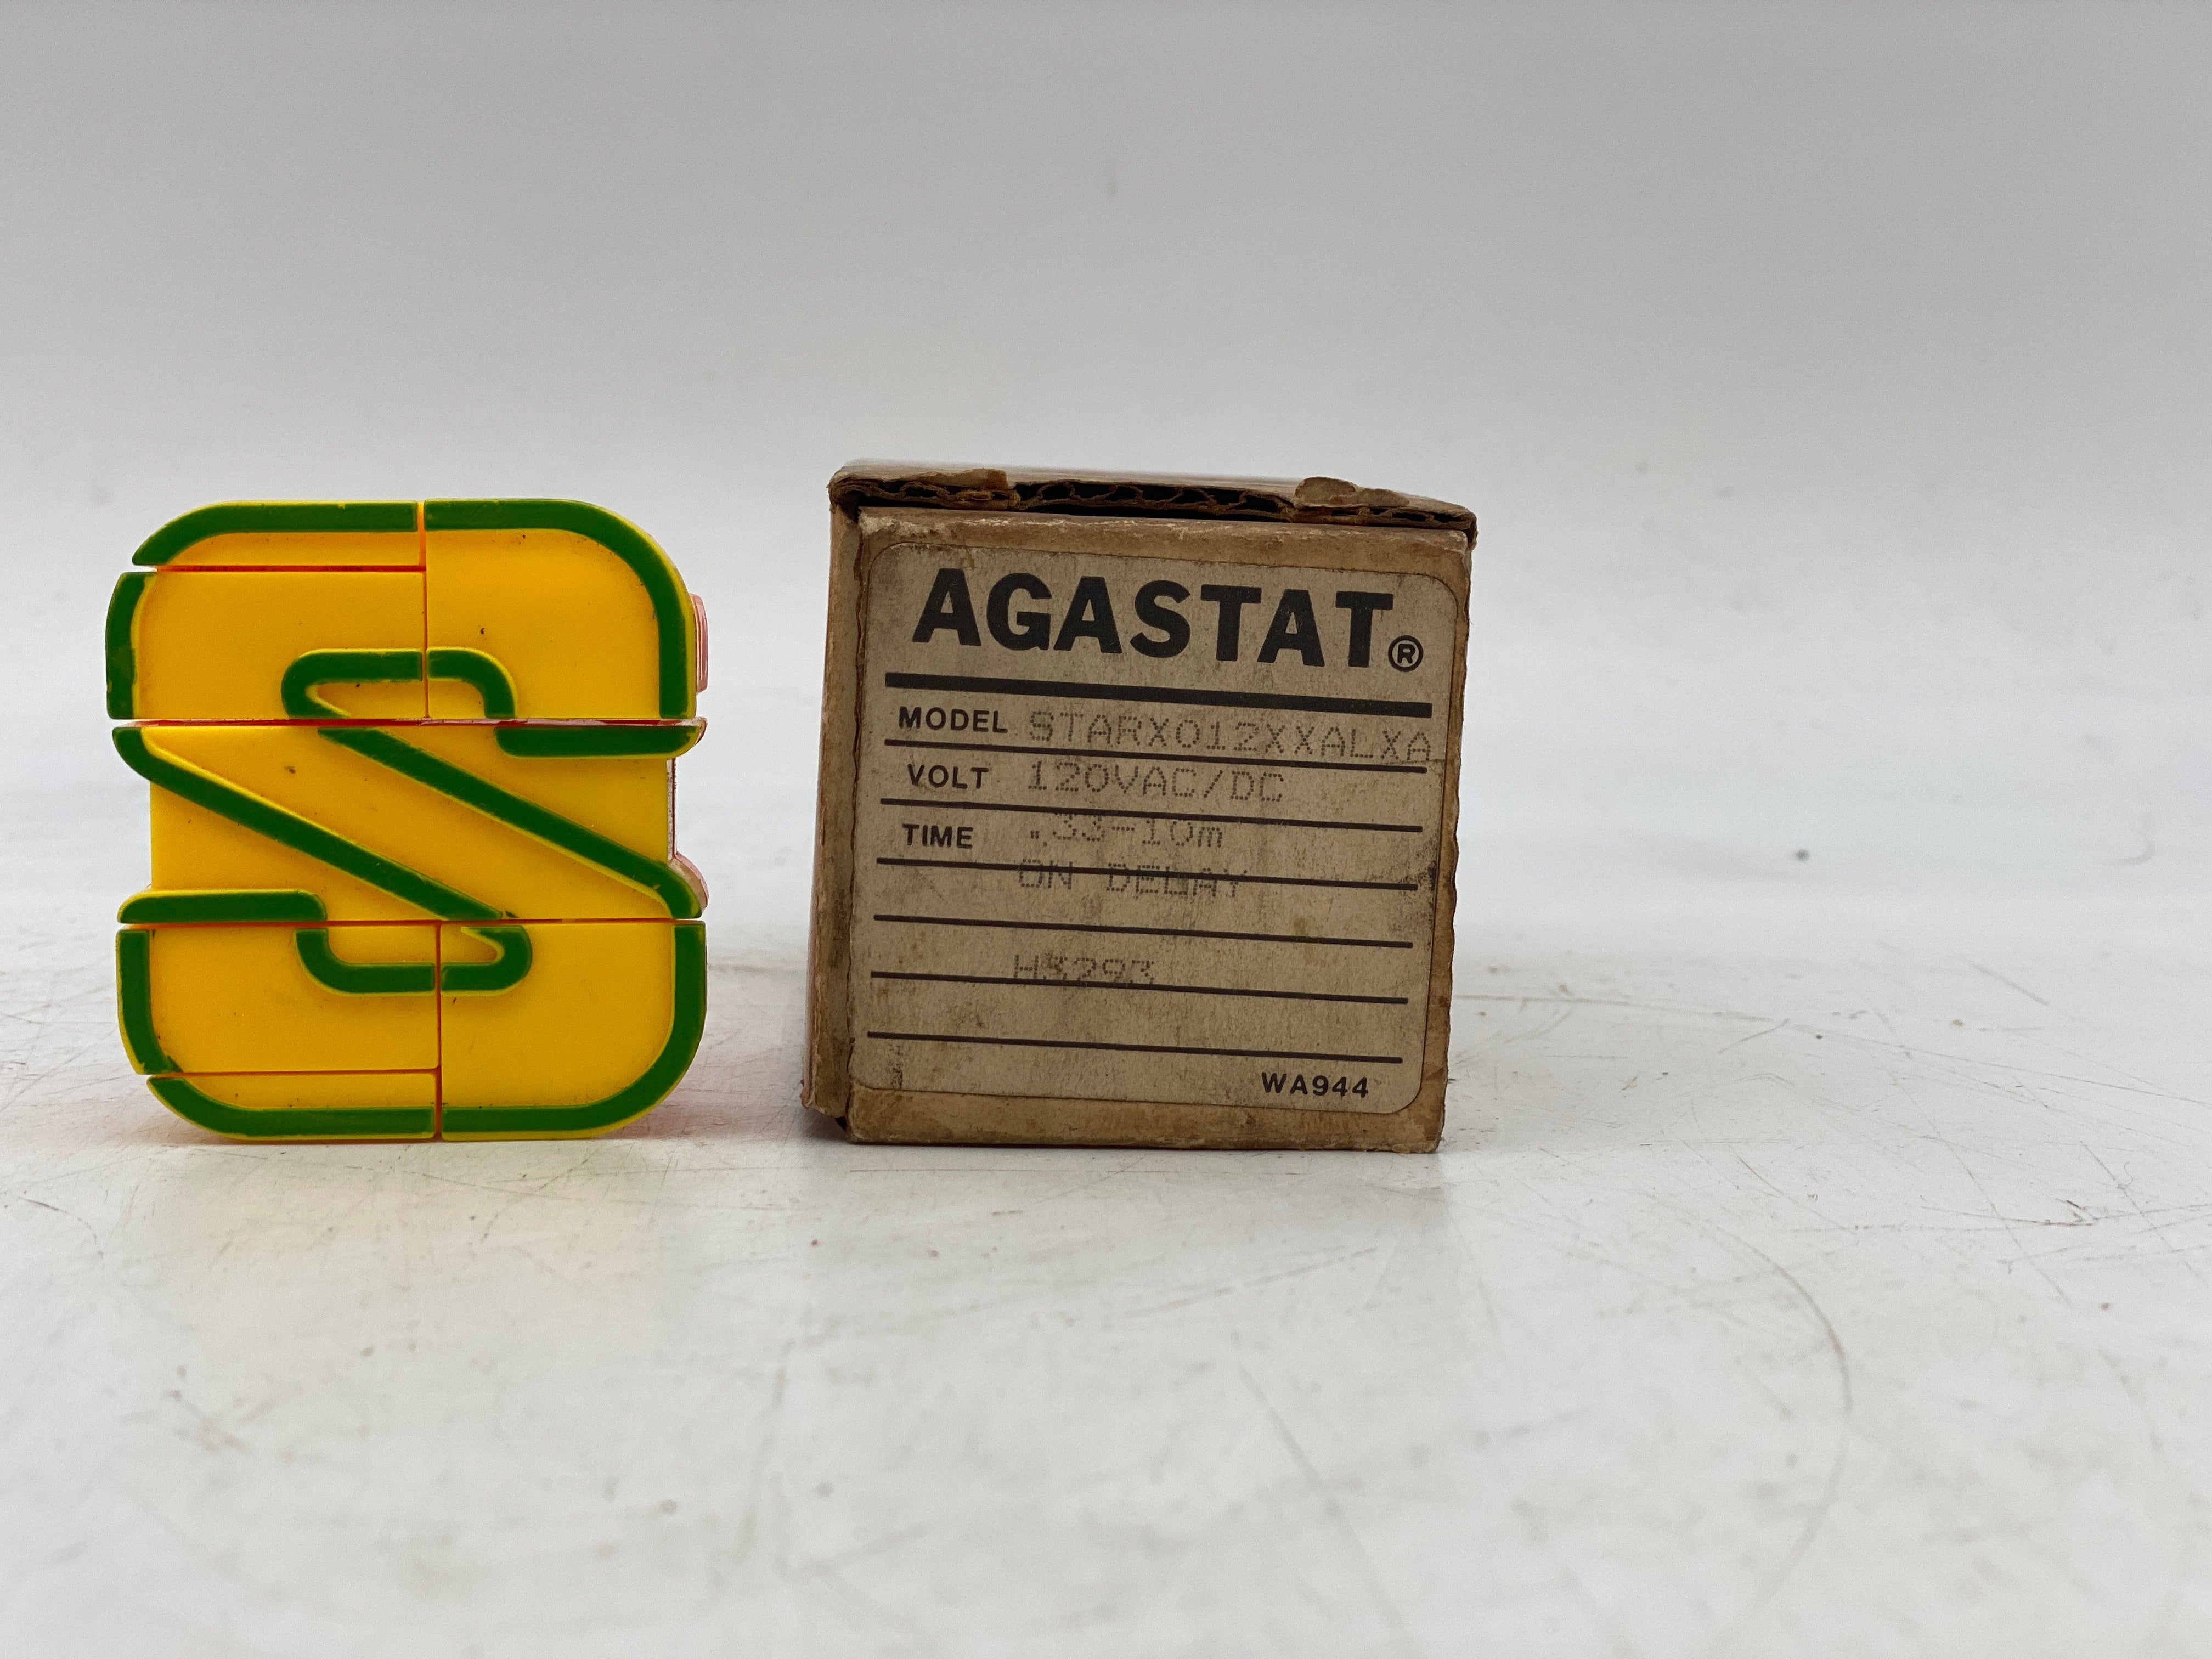 S
AGASTAT®
MODEL STARX012XXALXA
VOLT 120VAC/DC
TIME .33-10m
ON DELAY
H3293
WA944